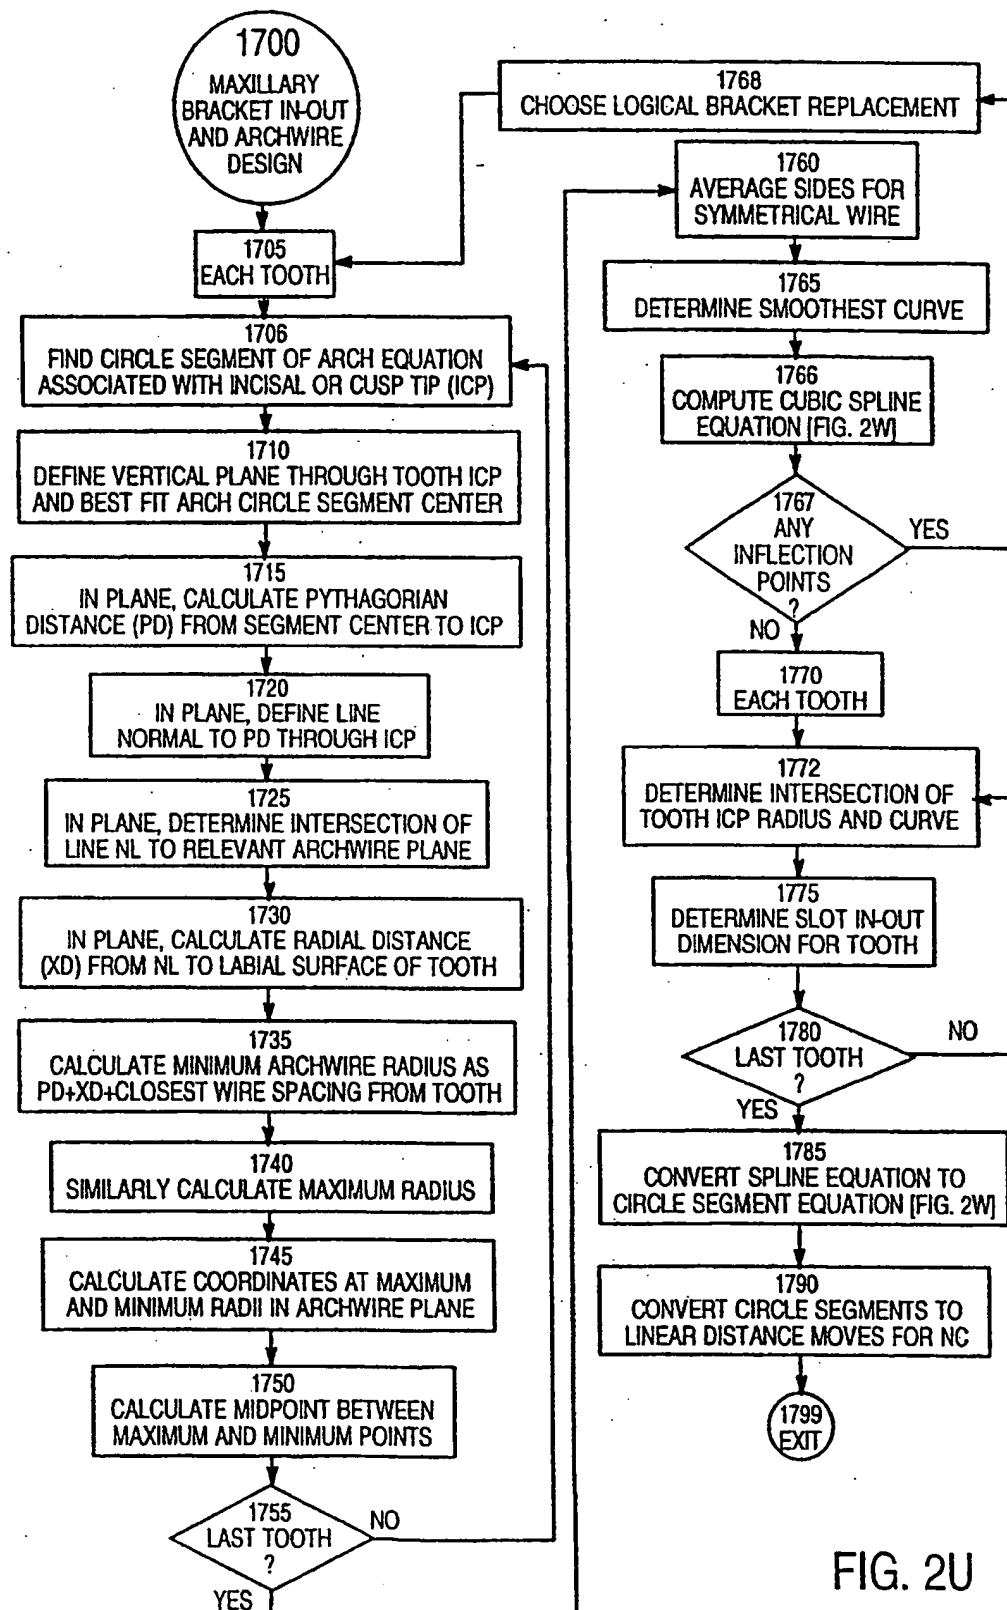 1700
MAXILLARY
BRACKET IN-OUT
AND ARCHWIRE
DESIGN
1705
EACH TOOTH
1706
FIND CIRCLE SEGMENT OF ARCH EQUATION
ASSOCIATED WITH INCISAL OR CUSP TIP (ICP)
1710
DEFINE VERTICAL PLANE THROUGH TOOTH ICP
AND BEST FIT ARCH CIRCLE SEGMENT CENTER
1715
IN PLANE, CALCULATE PYTHAGORIAN
DISTANCE (PD) FROM SEGMENT CENTER TO ICP
1720
IN PLANE, DEFINE LINE
NORMAL TO PD THROUGH ICP
1725
IN PLANE, DETERMINE INTERSECTION OF
LINE NL TO RELEVANT ARCHWIRE PLANE
1730
IN PLANE, CALCULATE RADIAL DISTANCE
(XD) FROM NL TO LABIAL SURFACE OF TOOTH
1735
CALCULATE MINIMUM ARCHWIRE RADIUS AS
PD+XD+CLOSEST WIRE SPACING FROM TOOTH
1740
SIMILARLY CALCULATE MAXIMUM RADIUS
1745
CALCULATE COORDINATES AT MAXIMUM
AND MINIMUM RADII IN ARCHWIRE PLANE
1750
CALCULATE MIDPOINT BETWEEN
MAXIMUM AND MINIMUM POINTS
1755
LAST TOOTH
?
NO
YES
1768
CHOOSE LOGICAL BRACKET REPLACEMENT
1760
AVERAGE SIDES FOR
SYMMETRICAL WIRE
1765
DETERMINE SMOOTHEST CURVE
1766
COMPUTE CUBIC SPLINE
EQUATION [FIG. 2W]
1767
ANY
INFLECTION
POINTS
?
YES
NO
1770
EACH TOOTH
1772
DETERMINE INTERSECTION OF
TOOTH ICP RADIUS AND CURVE
1775
DETERMINE SLOT IN-OUT
DIMENSION FOR TOOTH
1780
LAST TOOTH
?
NO
YES
1785
CONVERT SPLINE EQUATION TO
CIRCLE SEGMENT EQUATION [FIG. 2W]
1790
CONVERT CIRCLE SEGMENTS TO
LINEAR DISTANCE MOVES FOR NC
1799
EXIT
FIG. 2U